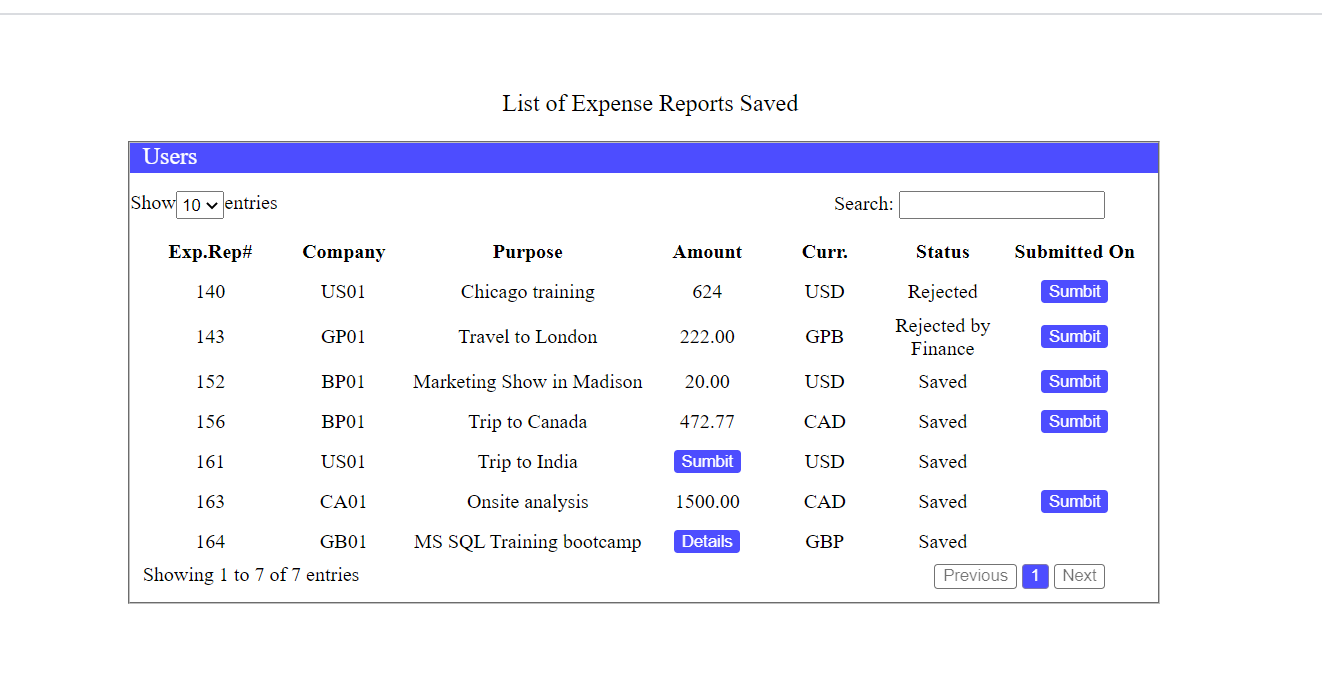 List of Expense Reports Saved
Users
Show 10 entries Search:
Exp.Rep# Company Purpose Amount Curr. Status Submitted On
140 US01 Chicago training 624 USD Rejected Sumbit
143 GP01 Travel to London 222.00 GPB Rejected by Finance Sumbit
152 BP01 Marketing Show in Madison 20.00 USD Saved Sumbit
156 BP01 Trip to Canada 472.77 CAD Saved Sumbit
161 US01 Trip to India Sumbit USD Saved
163 CA01 Onsite analysis 1500.00 CAD Saved Sumbit
164 GB01 MS SQL Training bootcamp Details GBP Saved
Showing 1 to 7 of 7 entries Previous 1 Next